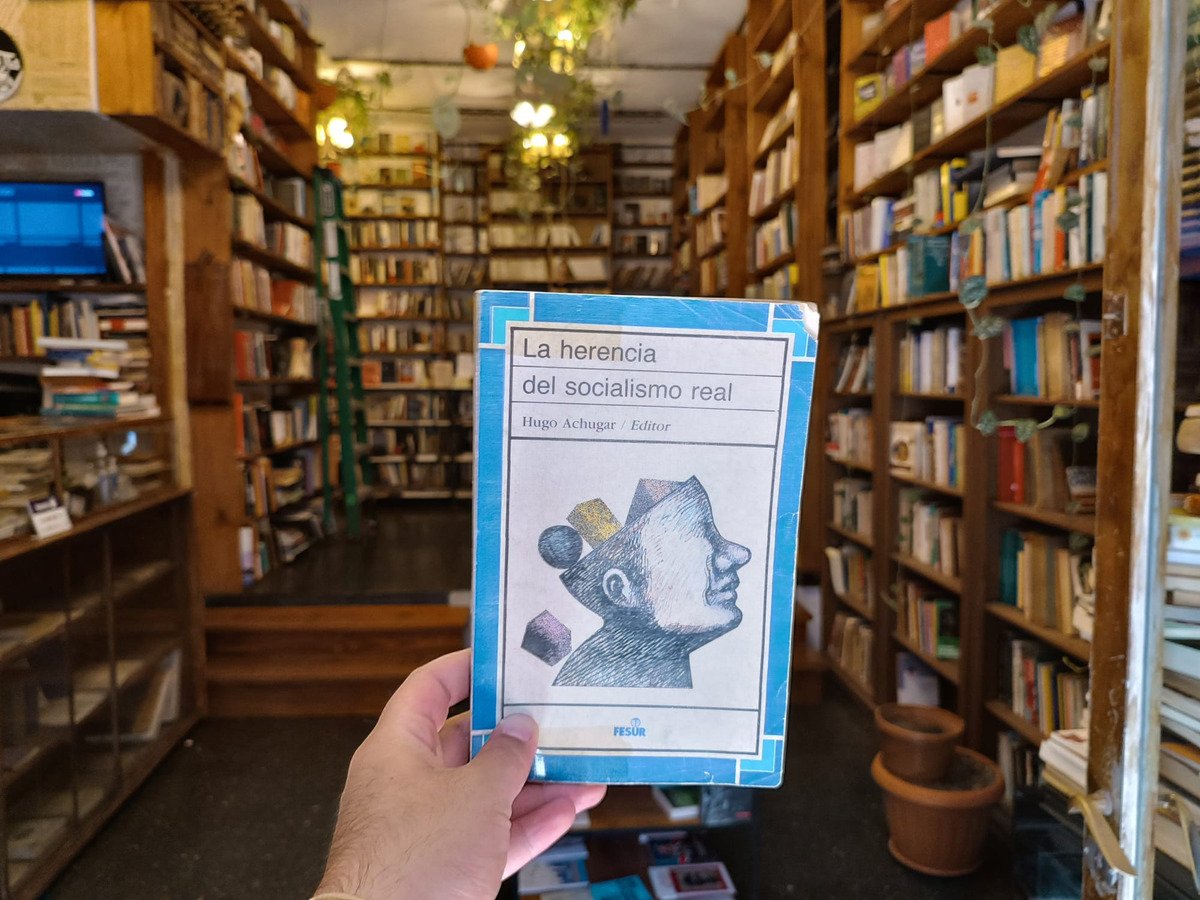 La herencia
del socialismo real
Hugo Achugar / Editor
FESUR